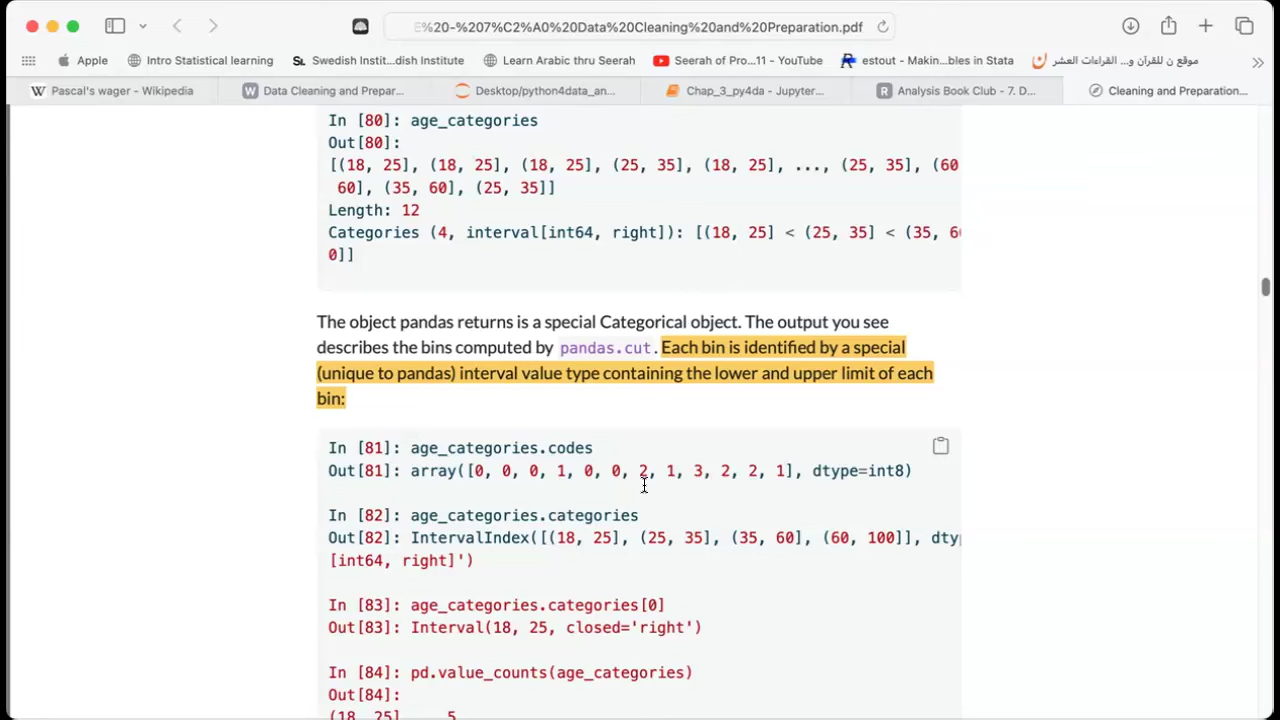 E%20-%207%C2%A0%20Data%20Cleaning%20and%20Preparation.pdf
Apple Intro Statistical learning SL Swedish Instit...dish Institute Learn Arabic thru Seerah Seerah of Pro...11 - YouTube estout - Makin...bles in Stata موقع ن للقرآن و... القراءات العشر
W Pascal's wager - Wikipedia W Data Cleaning and Prepar... Desktop/python4data_an... Chap_3_py4da - Jupyter... R Analysis Book Club - 7. D... Cleaning and Preparation...
In [80]: age_categories
Out[80]:
[(18, 25], (18, 25], (18, 25], (25, 35], (18, 25], ..., (25, 35], (60
60], (35, 60], (25, 35]]
Length: 12
Categories (4, interval[int64, right]): [(18, 25] < (25, 35] < (35, 6
0]]
The object pandas returns is a special Categorical object. The output you see
describes the bins computed by pandas.cut. Each bin is identified by a special
(unique to pandas) interval value type containing the lower and upper limit of each
bin:
In [81]: age_categories.codes
Out[81]: array([0, 0, 0, 1, 0, 0, 2, 1, 3, 2, 2, 1], dtype=int8)
In [82]: age_categories.categories
Out[82]: IntervalIndex([(18, 25], (25, 35], (35, 60], (60, 100]], dty
[int64, right]')
In [83]: age_categories.categories[0]
Out[83]: Interval(18, 25, closed='right')
In [84]: pd.value_counts(age_categories)
Out[84]:
(18, 25] 5